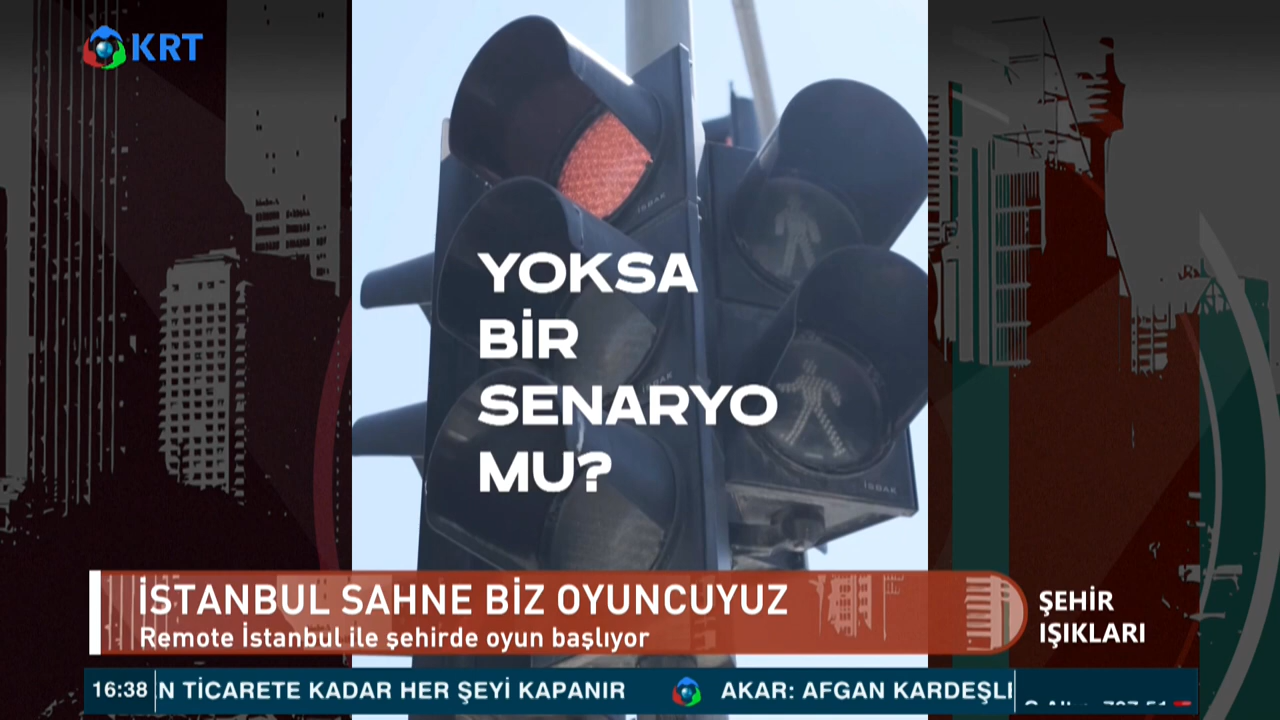 KRT
İSBAK
YOKSA
BİR
SENARYO
MU?
İSBAK
İSBAK
İSTANBUL SAHNE BİZ OYUNCUYUZ
Remote İstanbul ile şehirde oyun başlıyor
ŞEHİR
IŞIKLARI
16:38
N TİCARETE KADAR HER ŞEYİ KAPANIR
AKAR: AFGAN KARDEŞLİ